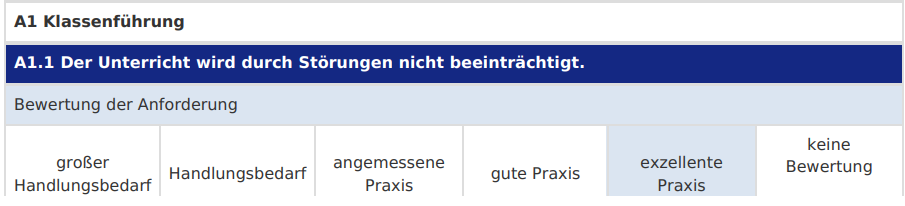 A1 Klassenführung
A1.1 Der Unterricht wird durch Störungen nicht beeinträchtigt.
Bewertung der Anforderung
großer
Handlungsbedarf
Handlungsbedarf
angemessene
Praxis
gute Praxis
exzellente
Praxis
keine
Bewertung